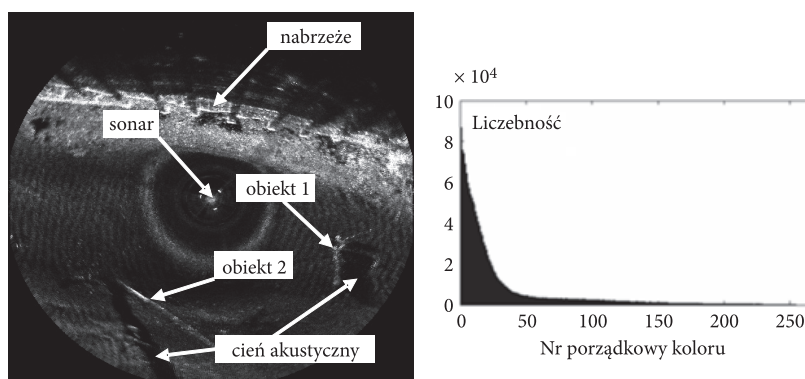 nabrzeże
sonar
obiekt 1
obiekt 2
cień akustyczny
× 10⁴
10
8
6
4
2
0
Liczebność
0 50 100 150 200 250
Nr porządkowy koloru